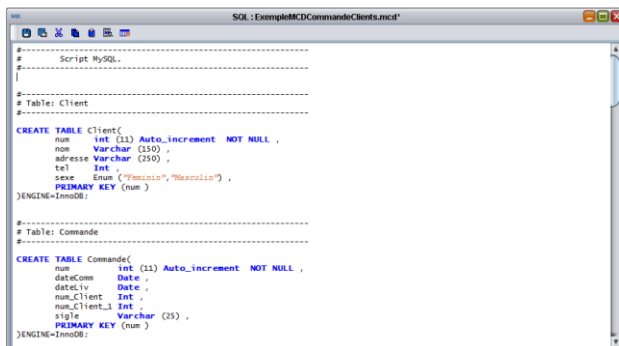 SQL : ExempleMCDCommandeClients.mcd*
SQL
#------------------------------------------------------------
#        Script MySQL.
#------------------------------------------------------------
#------------------------------------------------------------
# Table: Client
#------------------------------------------------------------
CREATE TABLE Client(
        num     int (11) Auto_increment  NOT NULL ,
        nom     Varchar (150) ,
        adresse Varchar (250) ,
        tel     Int ,
        sexe    Enum ("Feminin","Masculin") ,
        PRIMARY KEY (num )
)ENGINE=InnoDB;
#------------------------------------------------------------
# Table: Commande
#------------------------------------------------------------
CREATE TABLE Commande(
        num          int (11) Auto_increment  NOT NULL ,
        dateComm     Date ,
        dateLiv      Date ,
        num_Client   Int ,
        num_Client_1 Int ,
        sigle        Varchar (25) ,
        PRIMARY KEY (num )
)ENGINE=InnoDB;